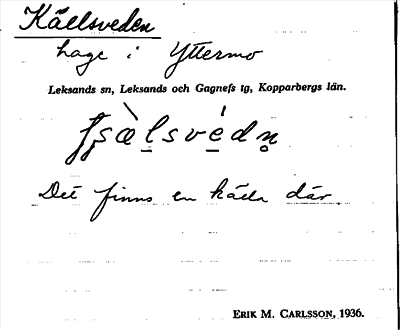 Källsveden
hage i Yttermo
Leksands sn, Leksands och Gagnefs tg, Kopparbergs län.
Det finns en källa där.
ERIK M. CARLSSON, 1936.